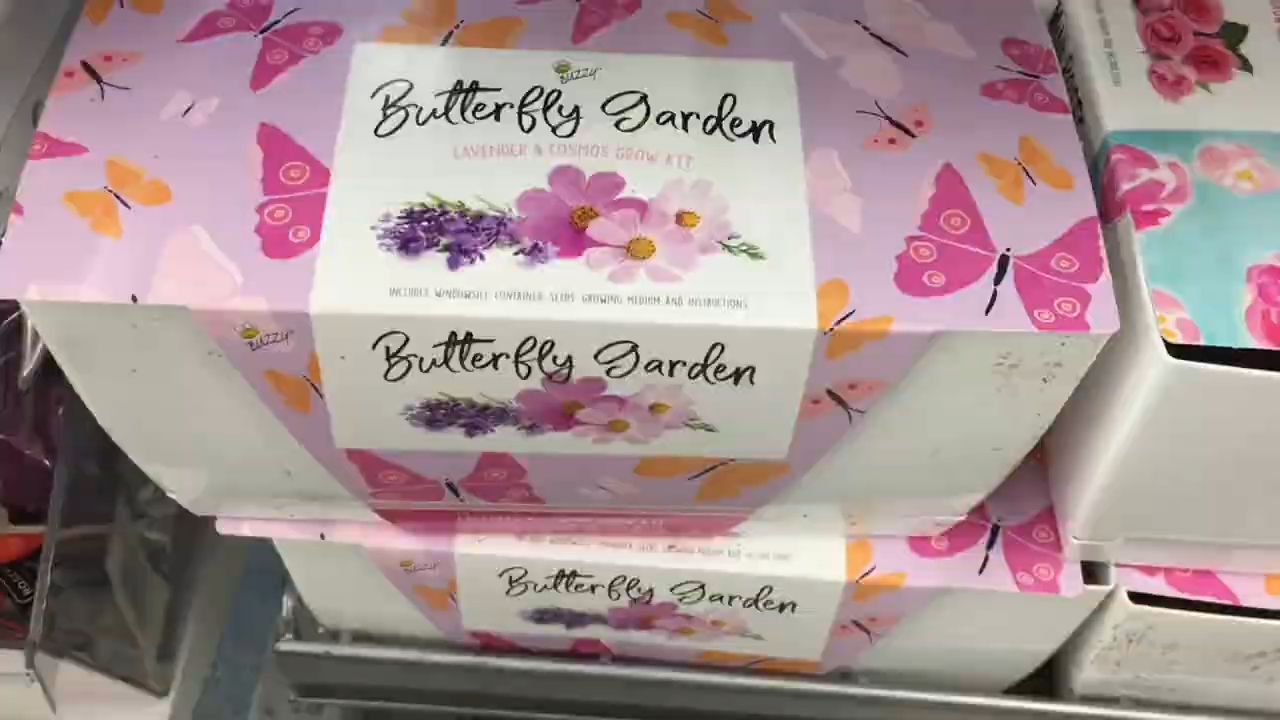 BUZZY
Butterfly Garden
LAVENDER & COSMOS GROW KIT
INCLUDES WINDOWSILL CONTAINER, SEEDS, GROWING MEDIUM AND INSTRUCTIONS
BUZZY
Butterfly Garden
BUZZY
Butterfly Garden